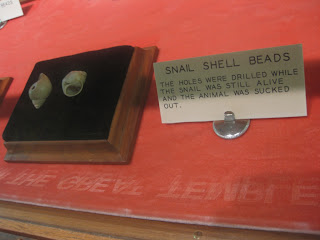 SNAIL SHELL BEADS
THE HOLES WERE DRILLED WHILE
THE SNAIL WAS STILL ALIVE
AND THE ANIMAL WAS SUCKED
OUT.